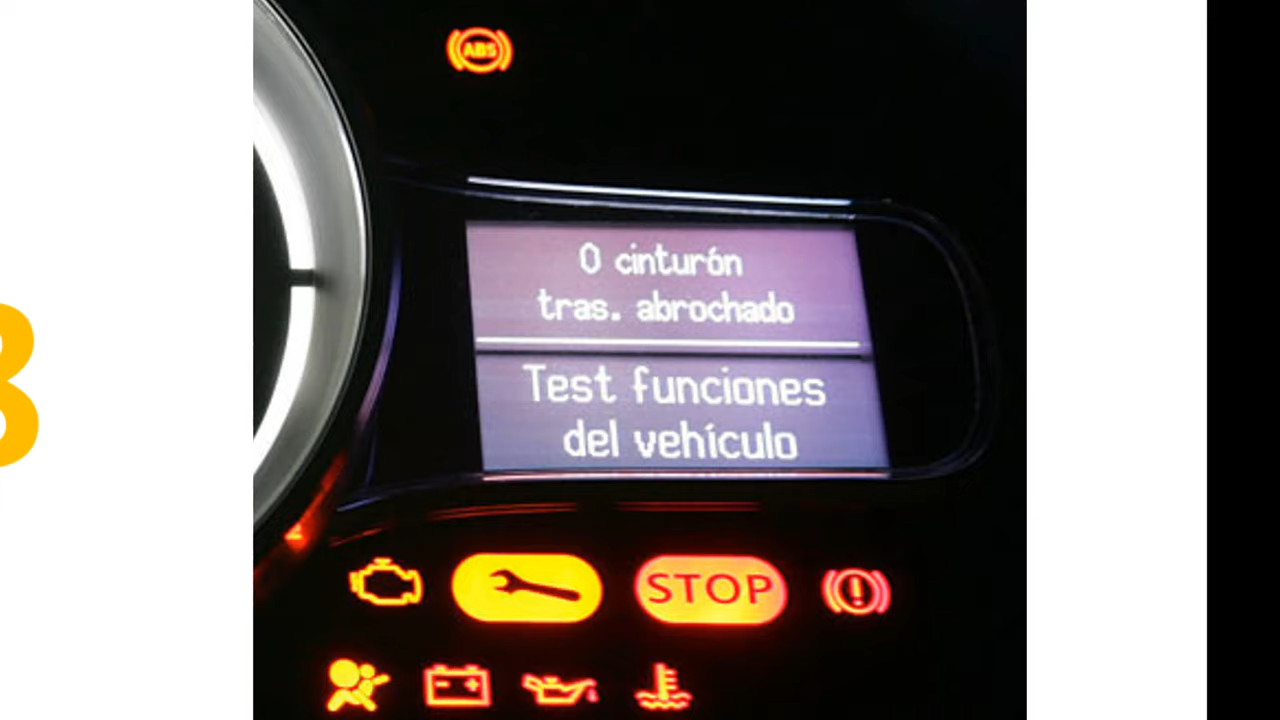 ABS
0 cinturón
tras. abrochado
Test funciones
del vehículo
STOP